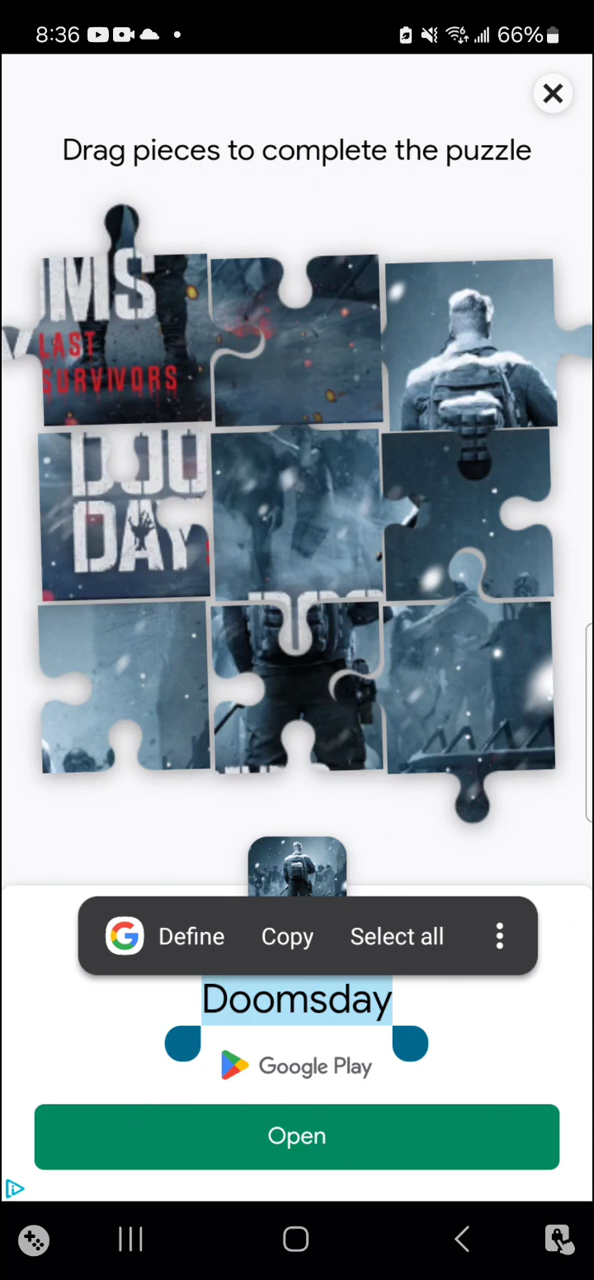 8:36 66%
Drag pieces to complete the puzzle
MS
LAST
SURVIVORS
DAY
Define Copy Select all
Doomsday
Google Play
Open